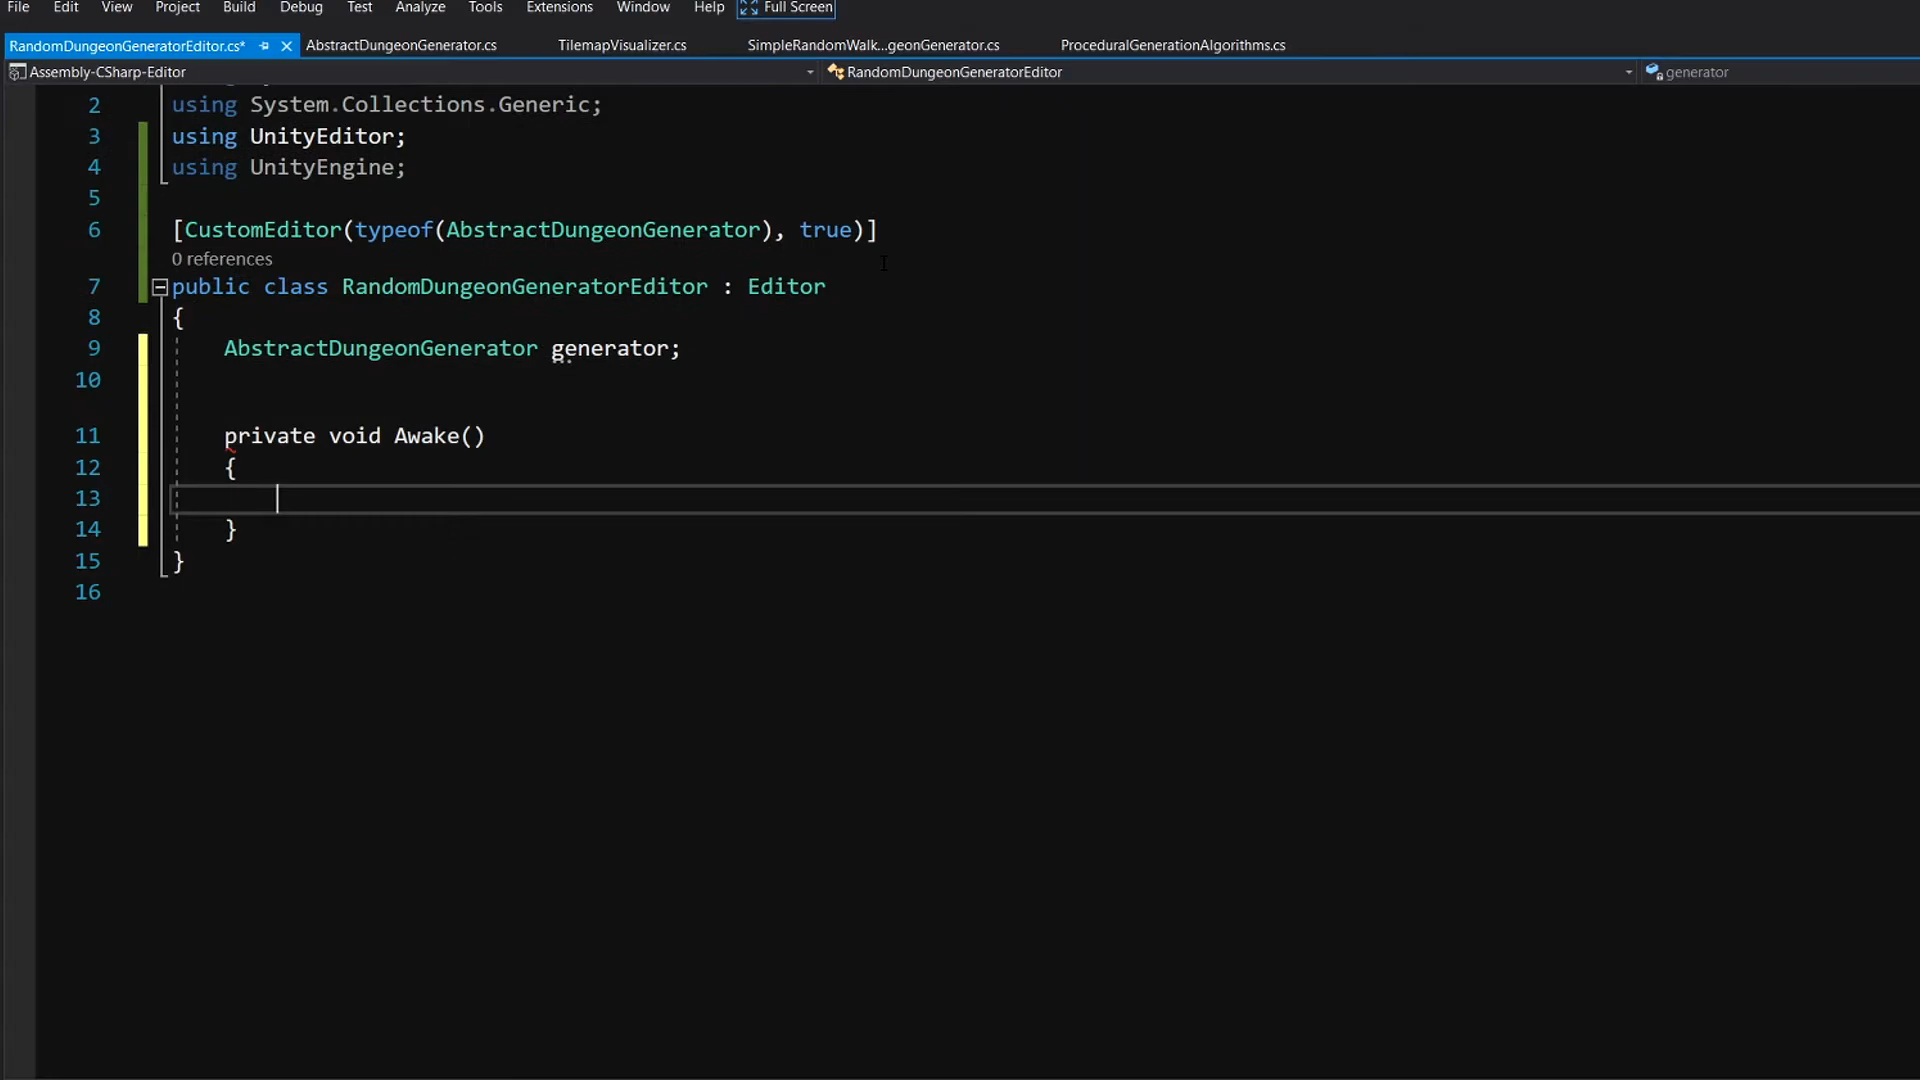 File Edit View Project Build Debug Test Analyze Tools Extensions Window Help Full Screen
RandomDungeonGeneratorEditor.cs* AbstractDungeonGenerator.cs TilemapVisualizer.cs SimpleRandomWalk...geonGenerator.cs ProceduralGenerationAlgorithms.cs
Assembly-CSharp-Editor RandomDungeonGeneratorEditor generator
2 using System.Collections.Generic;
3 using UnityEditor;
4 using UnityEngine;
5
6 [CustomEditor(typeof(AbstractDungeonGenerator), true)]
0 references
7 public class RandomDungeonGeneratorEditor : Editor
8 {
9 AbstractDungeonGenerator generator;
10
11 private void Awake()
12 {
13
14 }
15 }
16